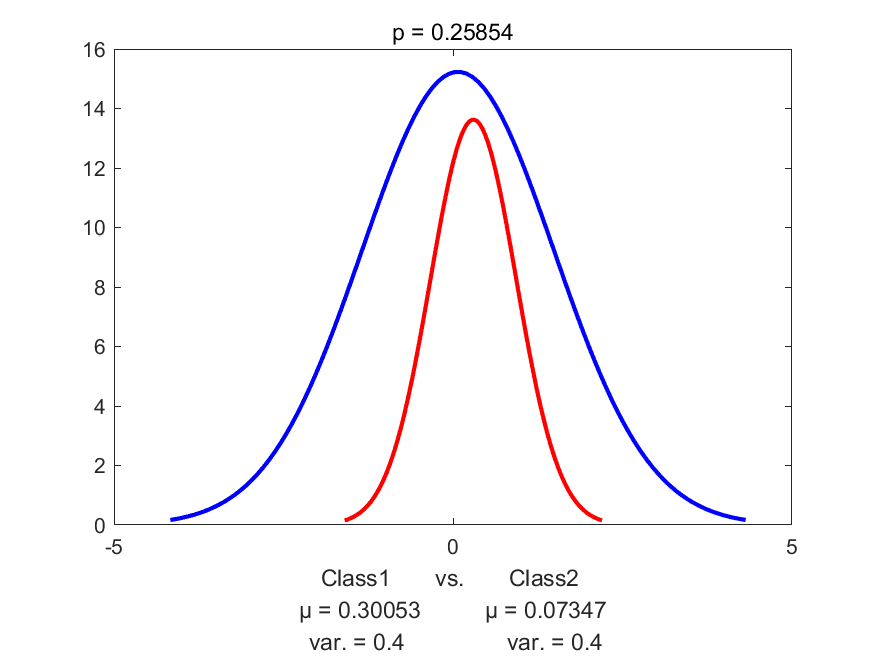 p = 0.25854
16
14
12
10
8
6
4
2
0
-5 0 5
Class1 vs. Class2
μ = 0.30053 μ = 0.07347
var. = 0.4 var. = 0.4